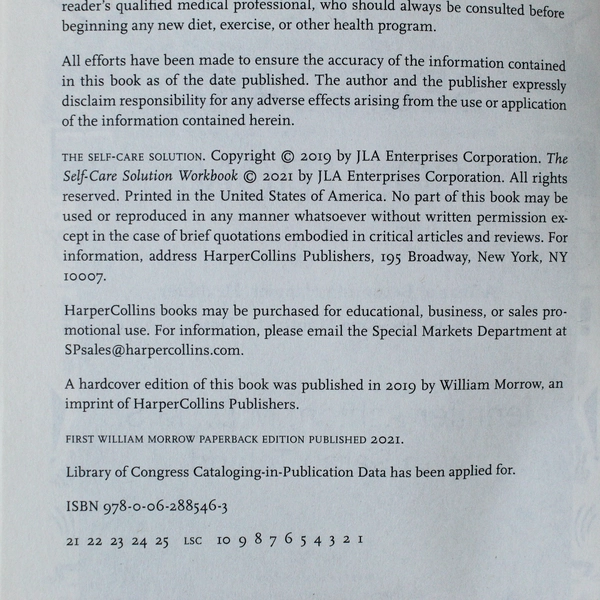 reader's qualified medical professional, who should always be consulted before
beginning any new diet, exercise, or other health program.
All efforts have been made to ensure the accuracy of the information contained
in this book as of the date published. The author and the publisher expressly
disclaim responsibility for any adverse effects arising from the use or application
of the information contained herein.
THE SELF-CARE SOLUTION. Copyright © 2019 by JLA Enterprises Corporation. The
Self-Care Solution Workbook © 2021 by JLA Enterprises Corporation. All rights
reserved. Printed in the United States of America. No part of this book may be
used or reproduced in any manner whatsoever without written permission ex-
cept in the case of brief quotations embodied in critical articles and reviews. For
information, address HarperCollins Publishers, 195 Broadway, New York, NY
10007.
HarperCollins books may be purchased for educational, business, or sales pro-
motional use. For information, please email the Special Markets Department at
SPsales@harpercollins.com.
A hardcover edition of this book was published in 2019 by William Morrow, an
imprint of HarperCollins Publishers.
FIRST WILLIAM MORROW PAPERBACK EDITION PUBLISHED 2021.
Library of Congress Cataloging-in-Publication Data has been applied for.
ISBN 978-0-06-288546-3
21 22 23 24 25 LSC 10 9 8 7 6 5 4 3 2 1